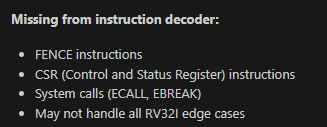 Missing from instruction decoder:
• FENCE instructions
• CSR (Control and Status Register) instructions
• System calls (ECALL, EBREAK)
• May not handle all RV32I edge cases